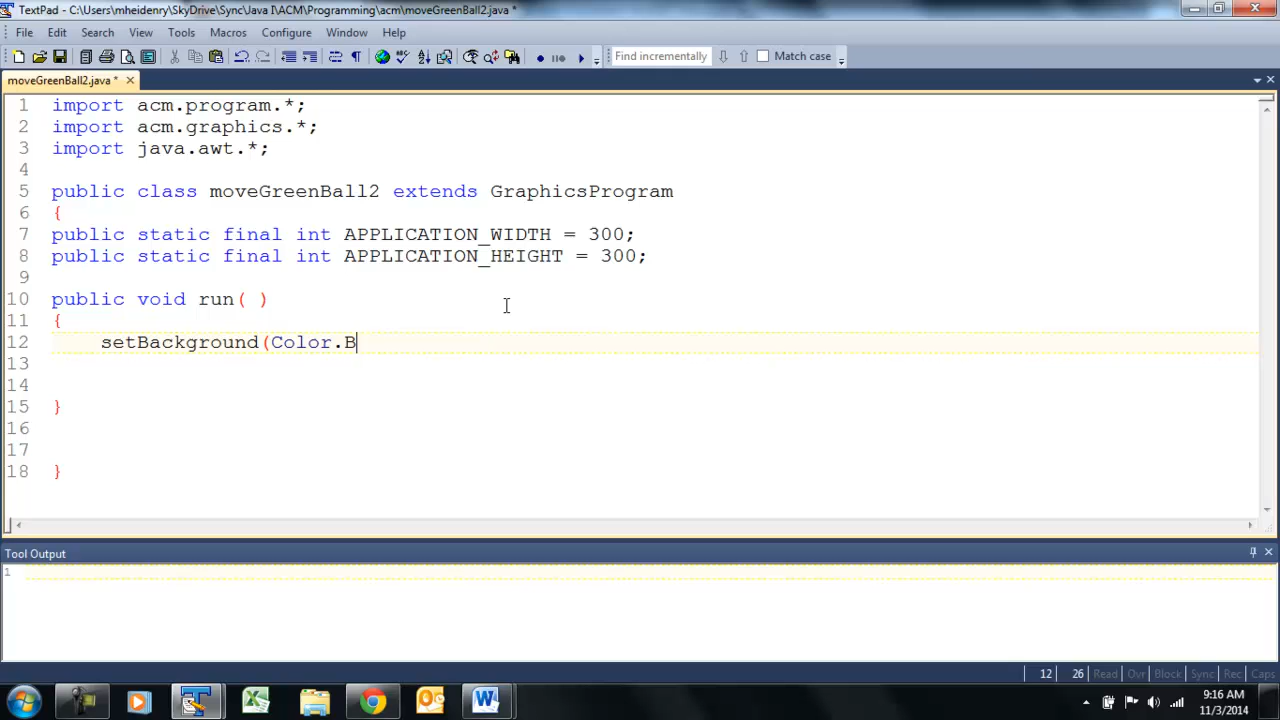 TextPad - C:\Users\mheidenry\SkyDrive\Sync\Java I\ACM\Programming\acm\moveGreenBall2.java *
File Edit Search View Tools Macros Configure Window Help
Find incrementally Match case
moveGreenBall2.java *
1 import acm.program.*;
2 import acm.graphics.*;
3 import java.awt.*;
4
5 public class moveGreenBall2 extends GraphicsProgram
6 {
7 public static final int APPLICATION_WIDTH = 300;
8 public static final int APPLICATION_HEIGHT = 300;
9
10 public void run( )
11 {
12 setBackground(Color.B
13
14
15 }
16
17
18 }
Tool Output
1
12 26 Read Ovr Block Sync Rec Caps
9:16 AM
11/3/2014